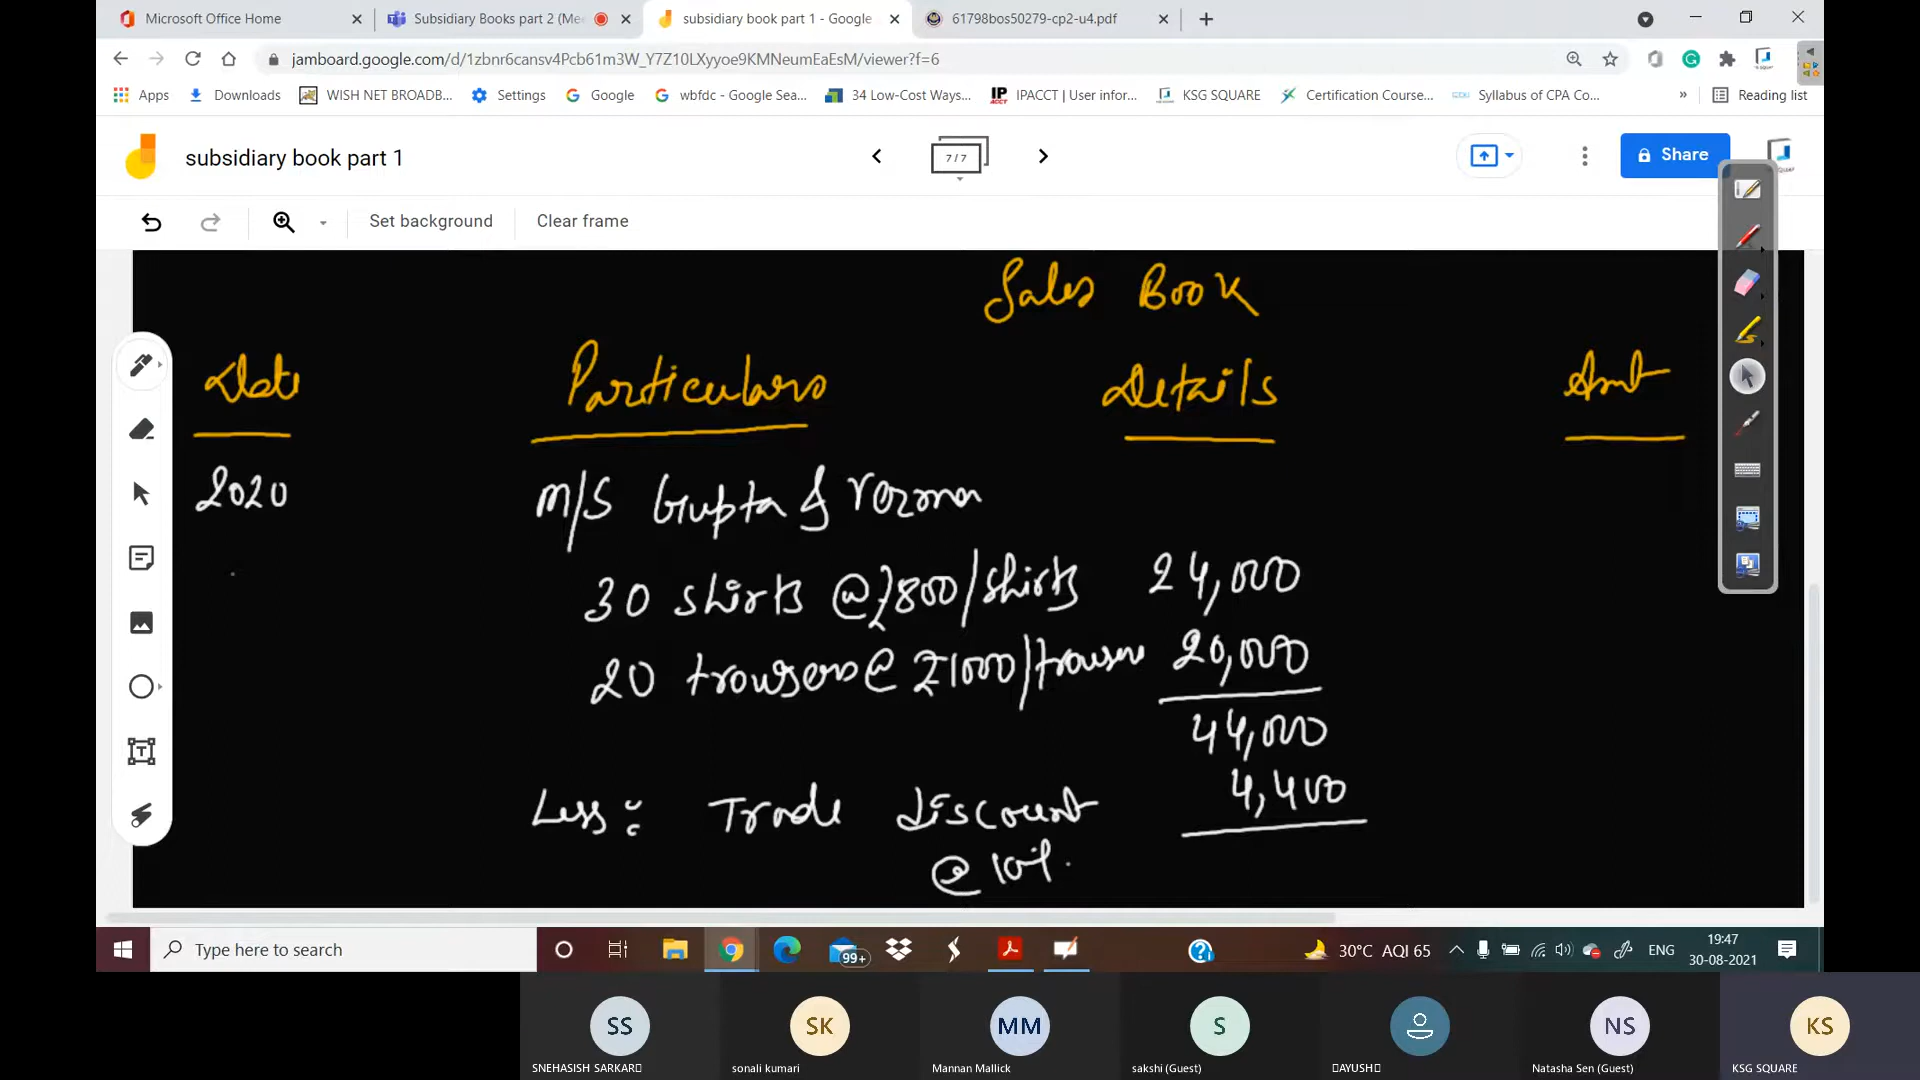 Microsoft Office Home
Subsidiary Books part 2 (Mee
subsidiary book part 1 - Google
61798bos50279-cp2-u4.pdf
jamboard.google.com/d/1zbnr6cansv4Pcb61m3W_Y7Z10LXyyoe9KMNeumEaEsM/viewer?f=6
Apps Downloads WISH NET BROADB... Settings Google wbfdc - Google Sea... 34 Low-Cost Ways... IPACCT | User infor... KSG SQUARE Certification Course... Syllabus of CPA Co... » Reading list
subsidiary book part 1
7 / 7
Share
Set background Clear frame
Sales Book
Date Particulars Details Amt
2020 M/S Gupta & Verma
30 shirts @ ₹800/shirts 24,000
20 trousers @ ₹1000/trouser 20,000
44,000
Less: Trade discount 4,400
@ 10%
Type here to search
99+
30°C AQI 65
ENG
19:47
30-08-2021
SS SK MM S NS KS
SNEHASISH SARKAR sonali kumari Mannan Mallick sakshi (Guest) AYUSH Natasha Sen (Guest) KSG SQUARE